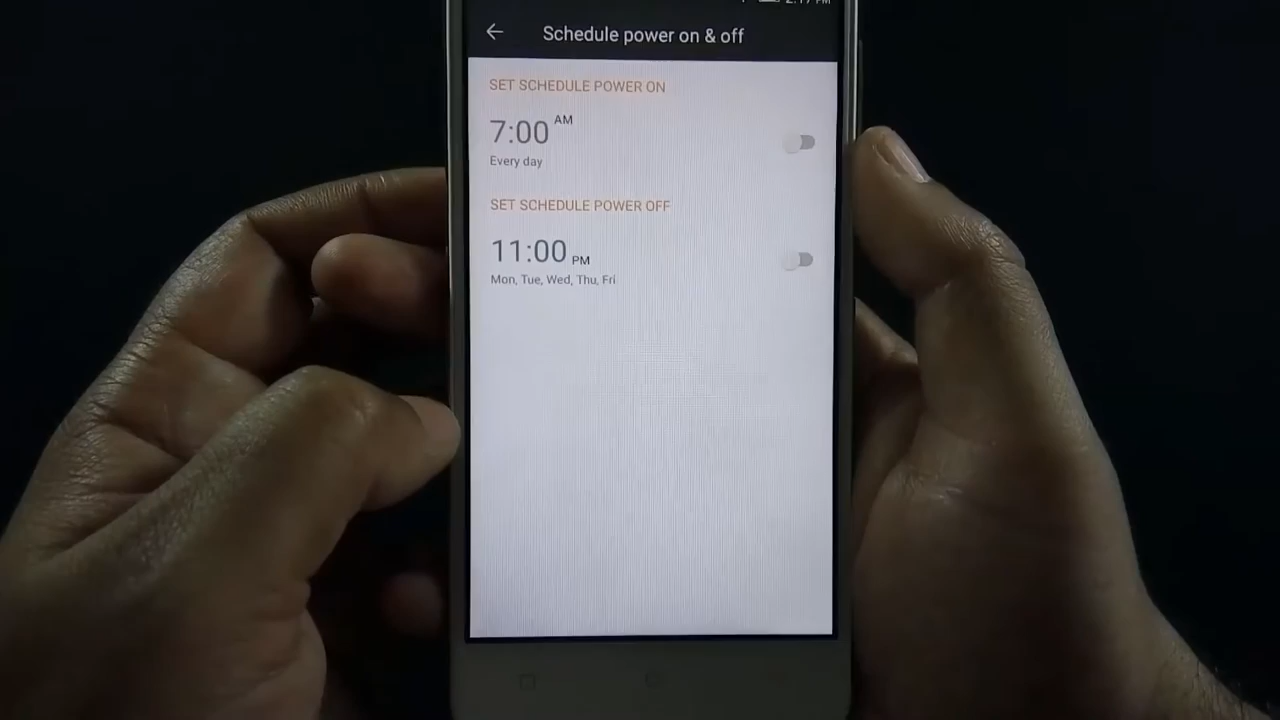 Schedule power on & off
SET SCHEDULE POWER ON
7:00 AM
Every day
SET SCHEDULE POWER OFF
11:00 PM
Mon, Tue, Wed, Thu, Fri